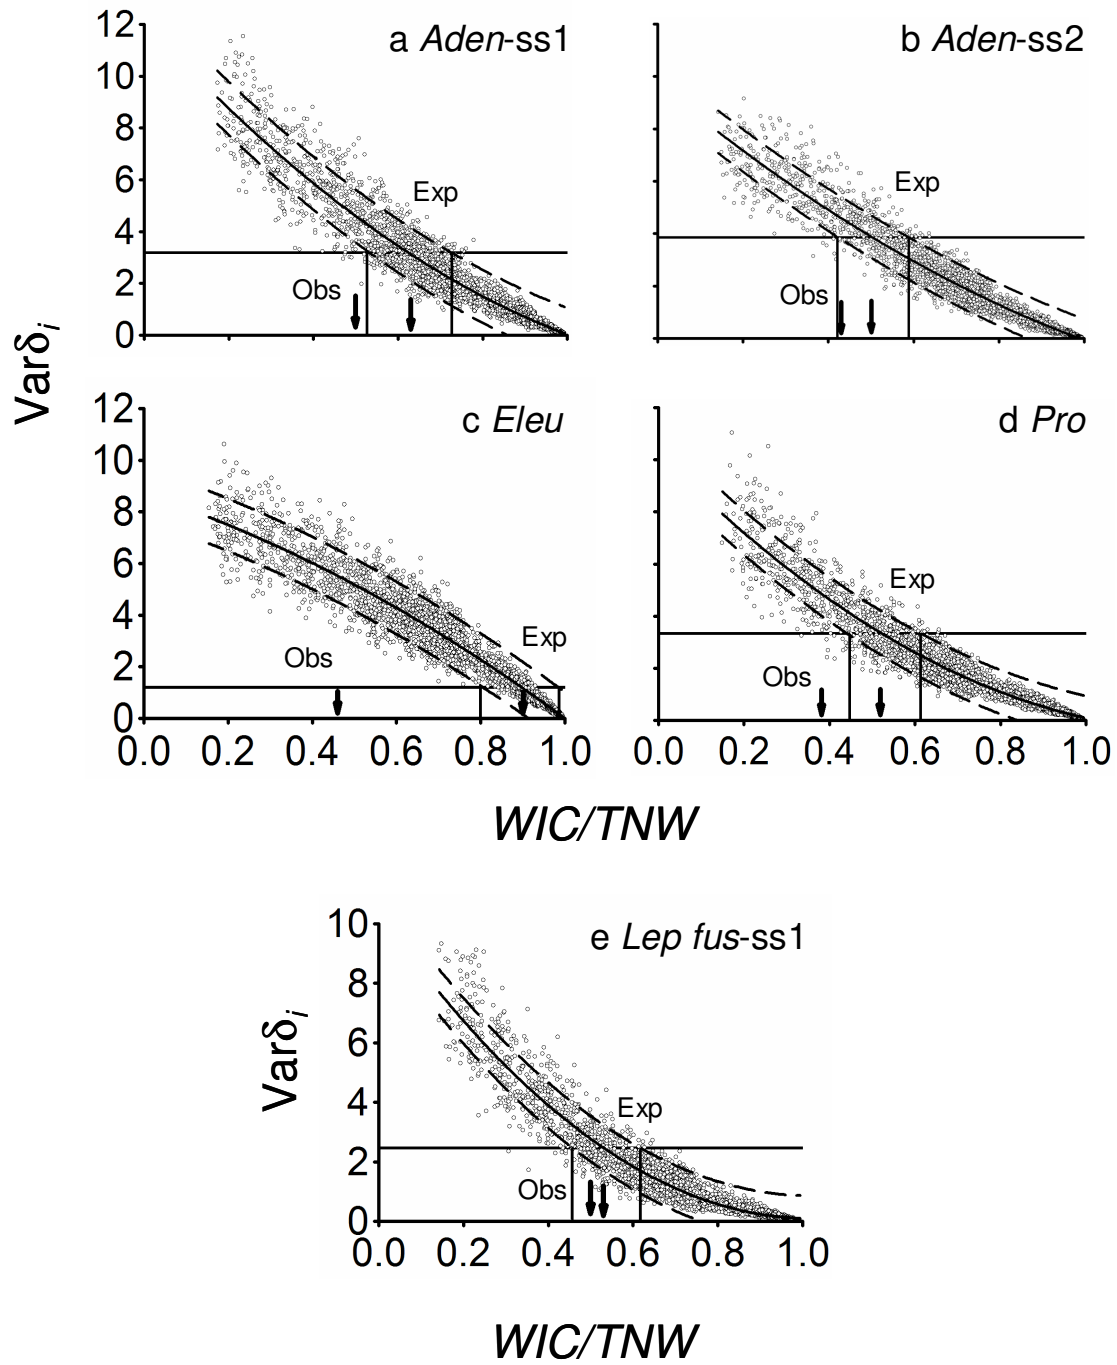 12
10
8
6
4
2
0
a Aden-ss1
Exp
Obs
b Aden-ss2
Exp
Obs
Varδi
12
10
8
6
4
2
0
0.0 0.2 0.4 0.6 0.8 1.0
c Eleu
Obs
Exp
d Pro
Exp
Obs
0.0 0.2 0.4 0.6 0.8 1.0
WIC/TNW
10
8
6
4
2
0
Varδi
e Lep fus-ss1
Exp
Obs
0.0 0.2 0.4 0.6 0.8 1.0
WIC/TNW